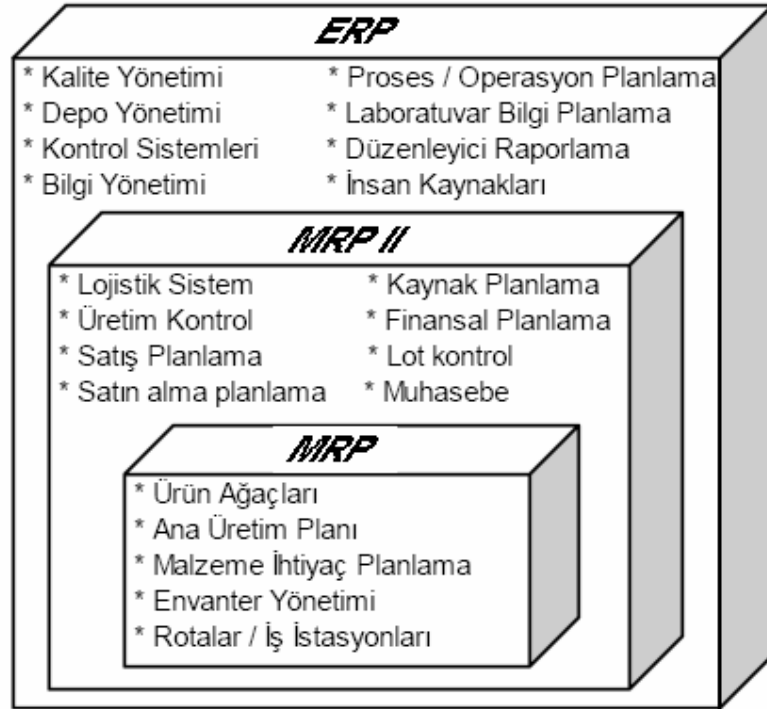 ERP
* Kalite Yönetimi * Proses / Operasyon Planlama
* Depo Yönetimi * Laboratuvar Bilgi Planlama
* Kontrol Sistemleri * Düzenleyici Raporlama
* Bilgi Yönetimi * İnsan Kaynakları
MRP II
* Lojistik Sistem * Kaynak Planlama
* Üretim Kontrol * Finansal Planlama
* Satış Planlama * Lot kontrol
* Satın alma planlama * Muhasebe
MRP
* Ürün Ağaçları
* Ana Üretim Planı
* Malzeme İhtiyaç Planlama
* Envanter Yönetimi
* Rotalar / İş İstasyonları